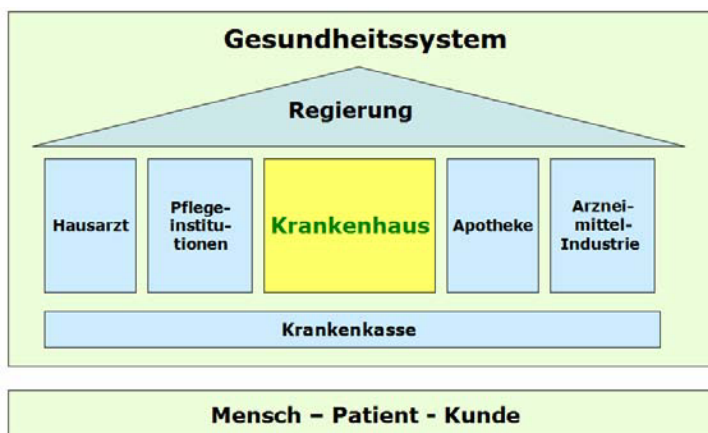 Gesundheitssystem
Regierung
Hausarzt
Pflege-
institu-
tionen
Krankenhaus
Apotheke
Arznei-
mittel-
Industrie
Krankenkasse
Mensch – Patient - Kunde